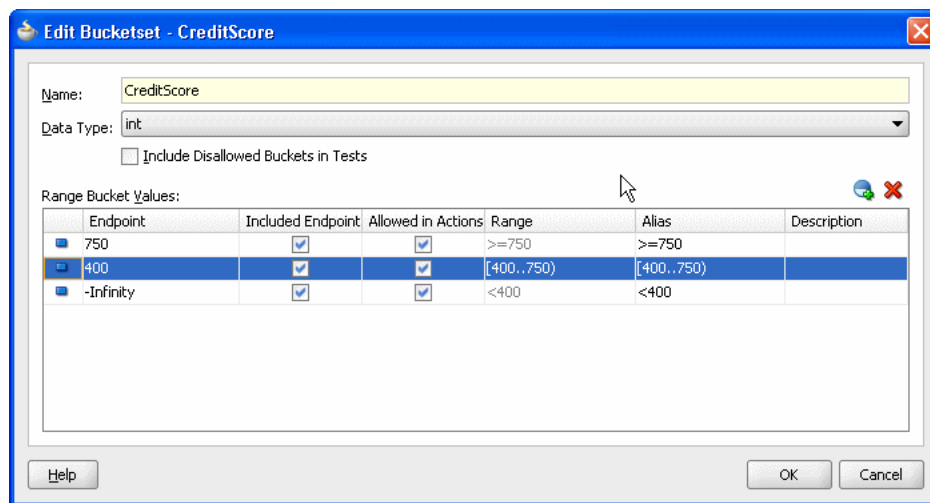 Edit Bucketset - CreditScore
Name: CreditScore
Data Type: int
Include Disallowed Buckets in Tests
Range Bucket Values:
Endpoint Included Endpoint Allowed in Actions Range Alias Description
750 >=750 >=750
400 [400..750) [400..750)
-Infinity <400 <400
Help OK Cancel